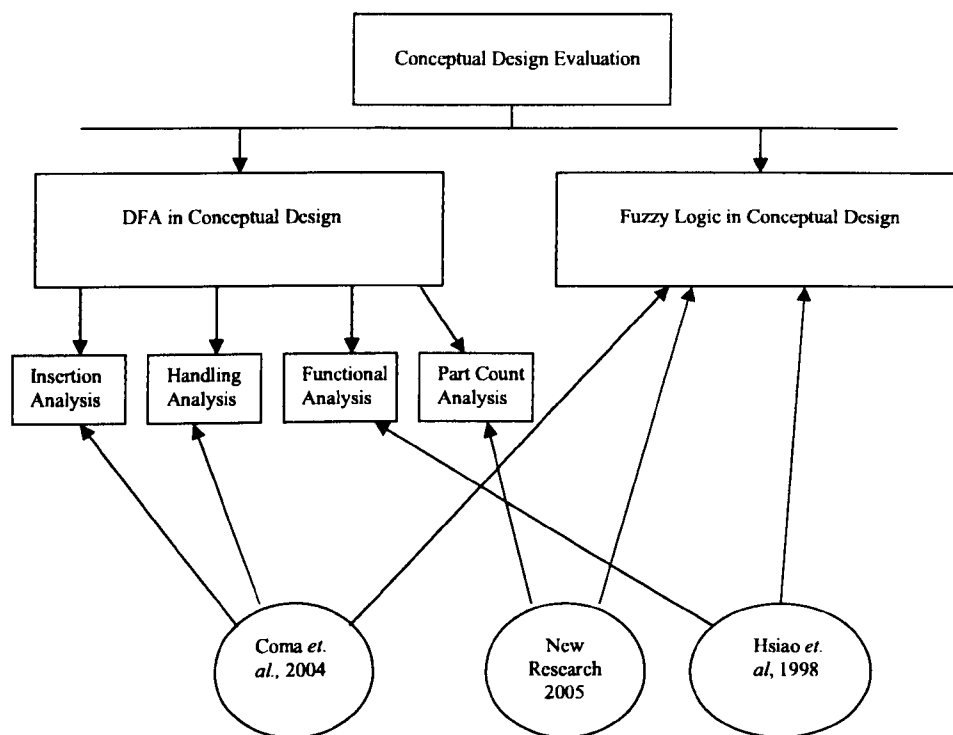 Conceptual Design Evaluation
DFA in Conceptual Design
Fuzzy Logic in Conceptual Design
Insertion
Analysis
Handling
Analysis
Functional
Analysis
Part Count
Analysis
Coma et.
al., 2004
New
Research
2005
Hsiao et.
al, 1998